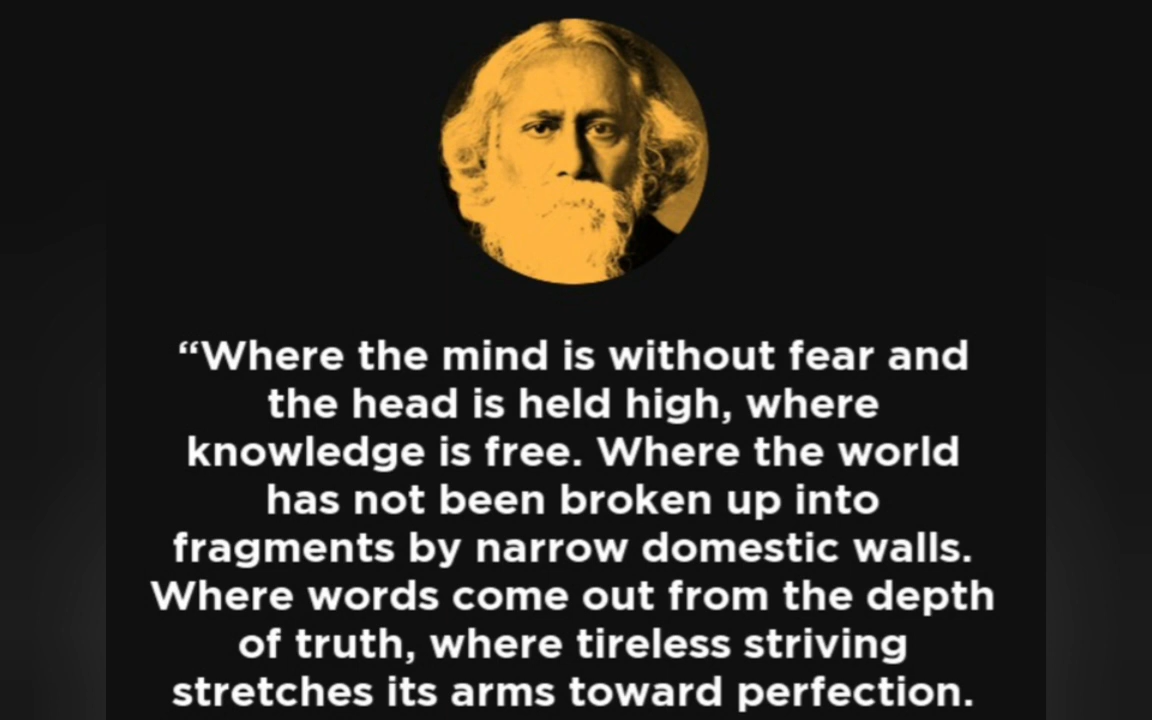 “Where the mind is without fear and
the head is held high, where
knowledge is free. Where the world
has not been broken up into
fragments by narrow domestic walls.
Where words come out from the depth
of truth, where tireless striving
stretches its arms toward perfection.